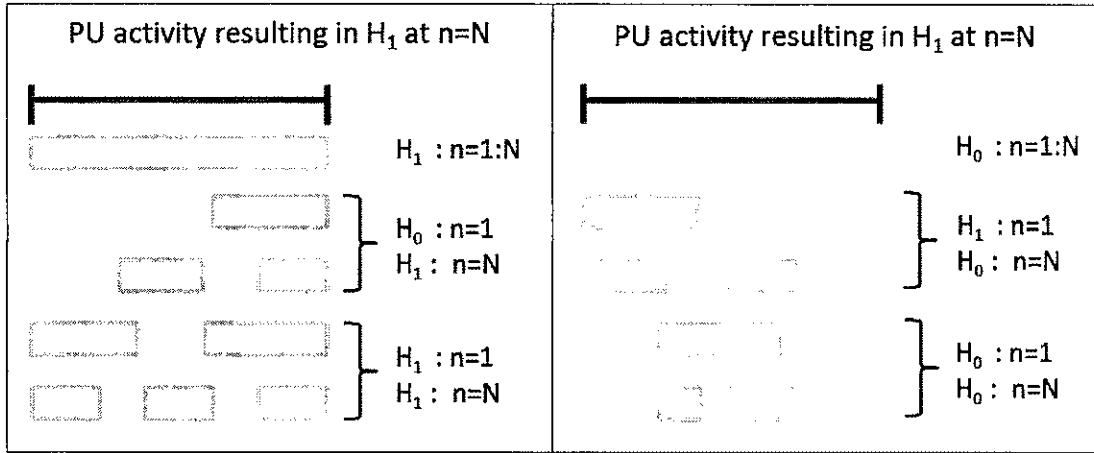 PU activity resulting in H₁ at n=N
H₁ : n=1:N
H₀ : n=1
H₁ : n=N
H₁ : n=1
H₁ : n=N
PU activity resulting in H₁ at n=N
H₀ : n=1:N
H₁ : n=1
H₀ : n=N
H₀ : n=1
H₀ : n=N